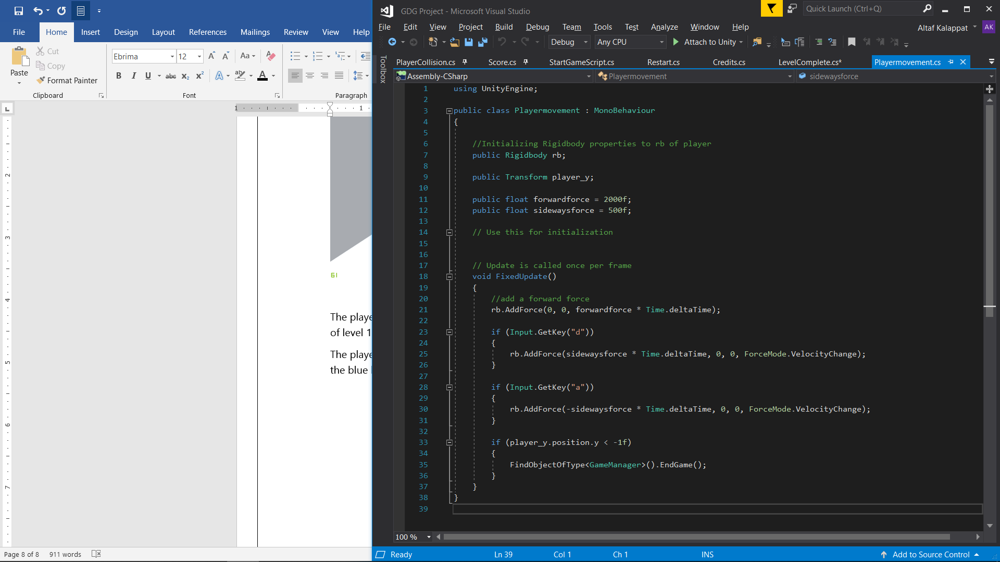 File Home Insert Design Layout References Mailings Review View Help
Paste
Cut
Copy
Format Painter
Clipboard
Ebrima 12
Font
Paragraph
1 1
2
3
4
5
6
7
61
The playe
of level 1
The playe
the blue
Page 8 of 8 911 words
GDG Project - Microsoft Visual Studio
Quick Launch (Ctrl+Q)
File Edit View Project Build Debug Team Tools Test Analyze Window Help
Altaf Kalappat AK
Debug Any CPU Attach to Unity
Toolbox
PlayerCollision.cs Score.cs StartGameScript.cs Restart.cs Credits.cs LevelComplete.cs* Playermovement.cs
Assembly-CSharp Playermovement sidewaysforce
1 using UnityEngine;
2
3 public class Playermovement : MonoBehaviour
4 {
5
6 //Initializing Rigidbody properties to rb of player
7 public Rigidbody rb;
8
9 public Transform player_y;
10
11 public float forwardforce = 2000f;
12 public float sidewaysforce = 500f;
13
14 // Use this for initialization
15
16
17 // Update is called once per frame
18 void FixedUpdate()
19 {
20 //add a forward force
21 rb.AddForce(0, 0, forwardforce * Time.deltaTime);
22
23 if (Input.GetKey("d"))
24 {
25 rb.AddForce(sidewaysforce * Time.deltaTime, 0, 0, ForceMode.VelocityChange);
26 }
27
28 if (Input.GetKey("a"))
29 {
30 rb.AddForce(-sidewaysforce * Time.deltaTime, 0, 0, ForceMode.VelocityChange);
31 }
32
33 if (player_y.position.y < -1f)
34 {
35 FindObjectOfType<GameManager>().EndGame();
36 }
37 }
38 }
39
100 %
Ready Ln 39 Col 1 Ch 1 INS Add to Source Control